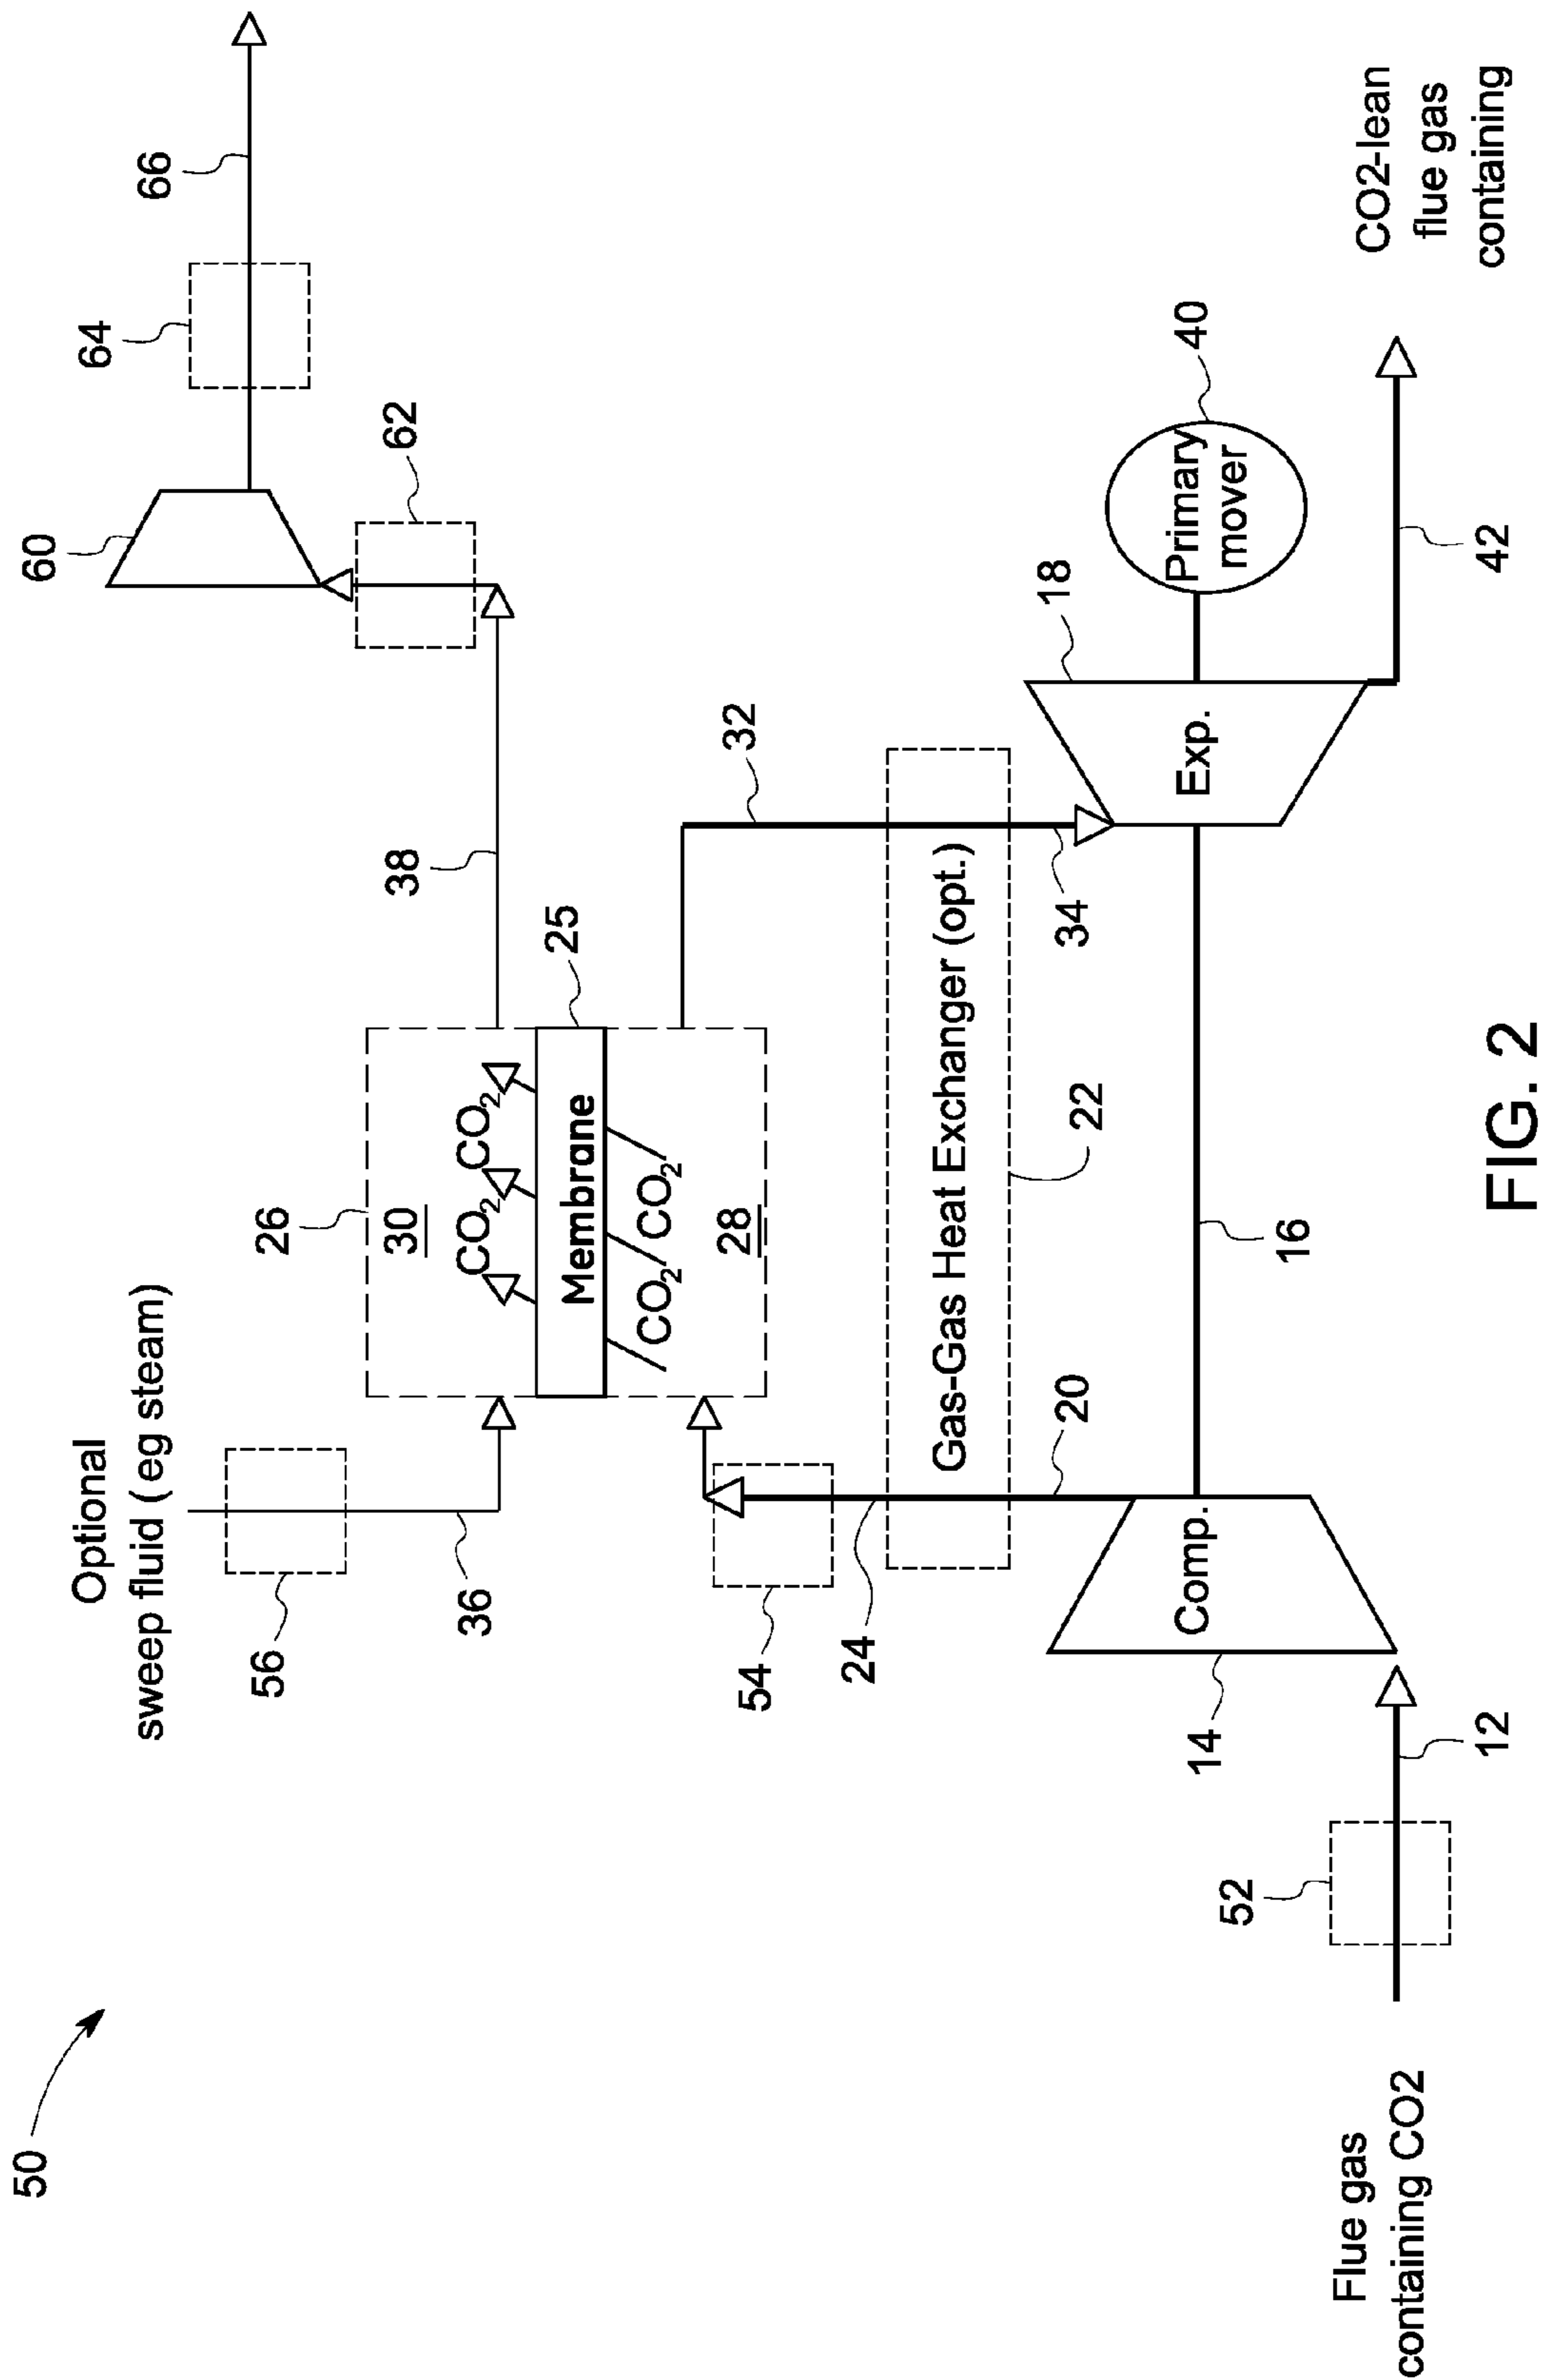 50
Optional
sweep fluid ( eg steam)
56
36
26
30
CO2 CO2
Membrane
25
CO2 CO2
28
38
60
62
64
66
54
24
Gas-Gas Heat Exchanger (opt.)
22
32
34
20
Comp.
14
16
Exp.
18
Primary
mover
40
52
12
42
Flue gas
containing CO2
CO2-lean
flue gas
containing
FIG. 2